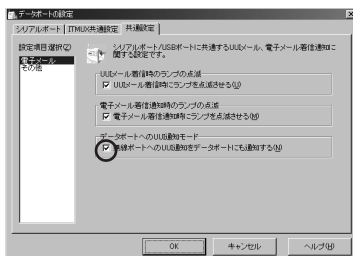 データポートの設定
シリアルポート ITMUX共通設定 共通設定
設定項目選択(Z)
電子メール
その他
シリアルポート/USBポートに共通するUUIメール、電子メール着信通知に
関する設定です。
UUIメール着信時のランプの点滅
UUIメール着信時にランプを点滅させる(U)
電子メール着信通知時のランプの点滅
電子メール着信通知時にランプを点滅させる(M)
データポートへのUUI通知モード
無線ポートへのUUI通知をデータポートにも通知する(N)
OK キャンセル ヘルプ(H)